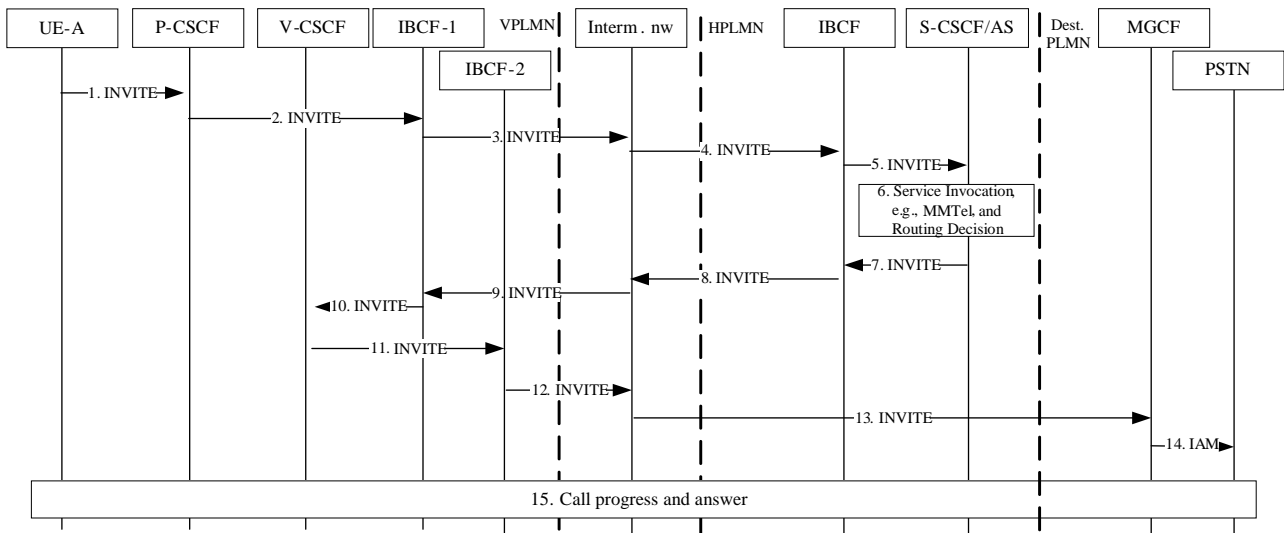 UE-A
P-CSCF
V-CSCF
IBCF-1
VPLMN
Interm. nw
HPLMN
IBCF
S-CSCF/AS
Dest.
PLMN
MGCF
IBCF-2
PSTN
1. INVITE
2. INVITE
3. INVITE
4. INVITE
5. INVITE
6. Service Invocation,
e.g., MMTel, and
Routing Decision
7. INVITE
8. INVITE
9. INVITE
10. INVITE
11. INVITE
12. INVITE
13. INVITE
14. IAM
15. Call progress and answer